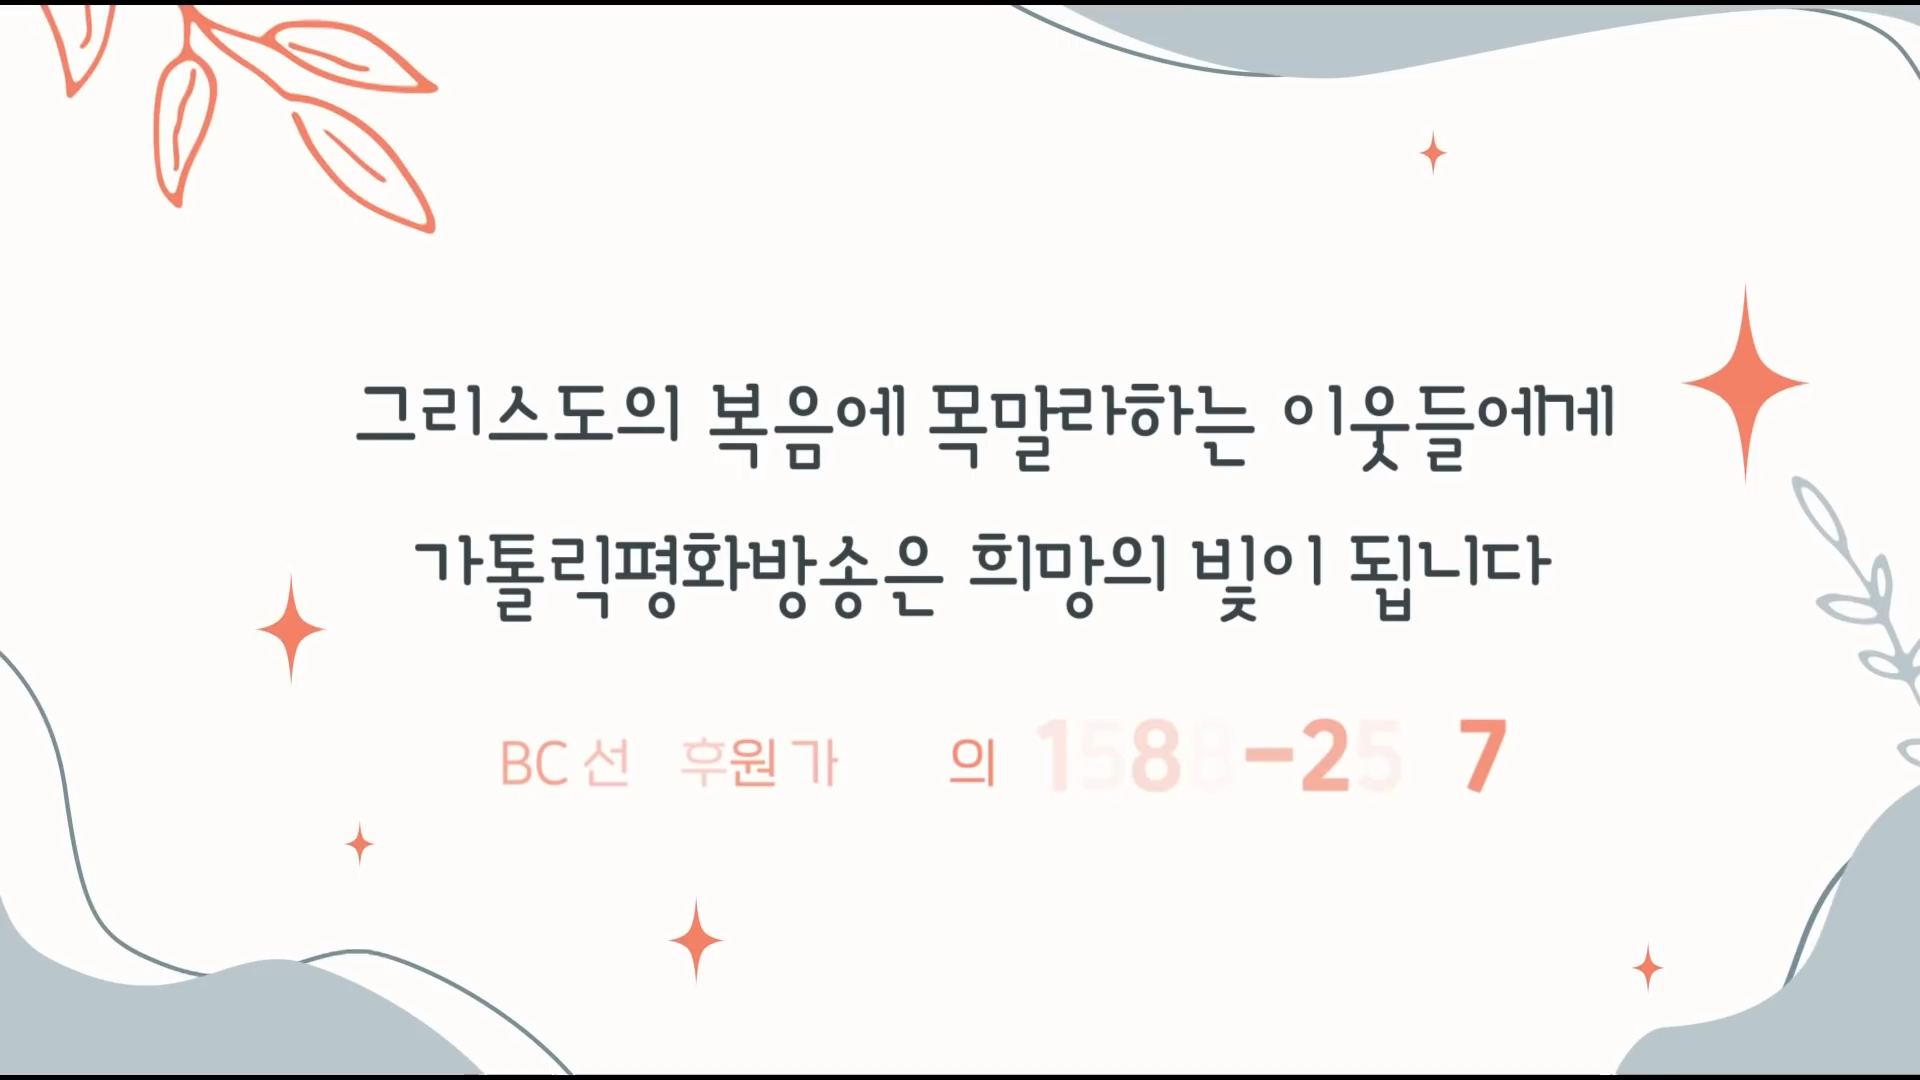 그리스도의 복음에 목말라하는 이웃들에게
가톨릭평화방송은 희망의 빛이 됩니다
BC선 후원가 의 1588-25 7